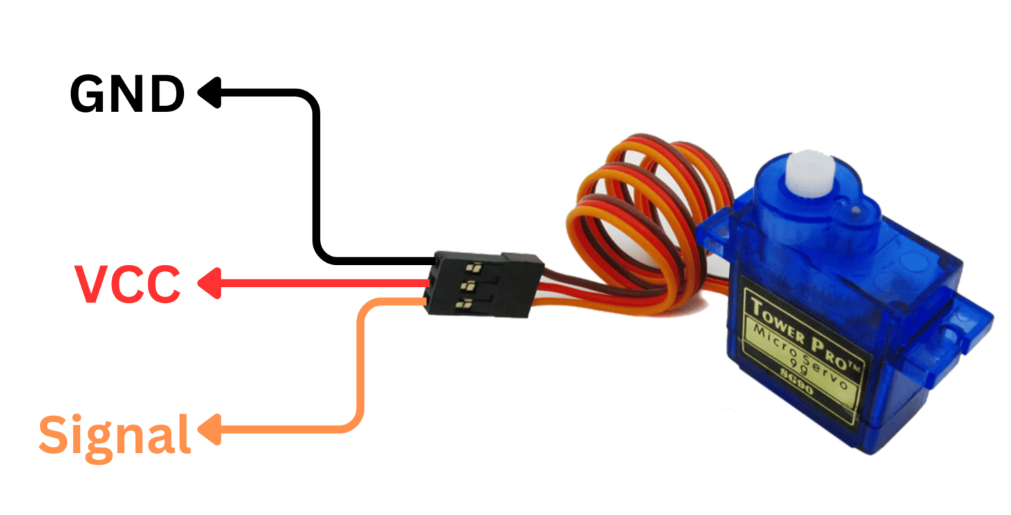 GND
VCC
Signal
TOWER PRO™
Micro Servo
9g
SG90